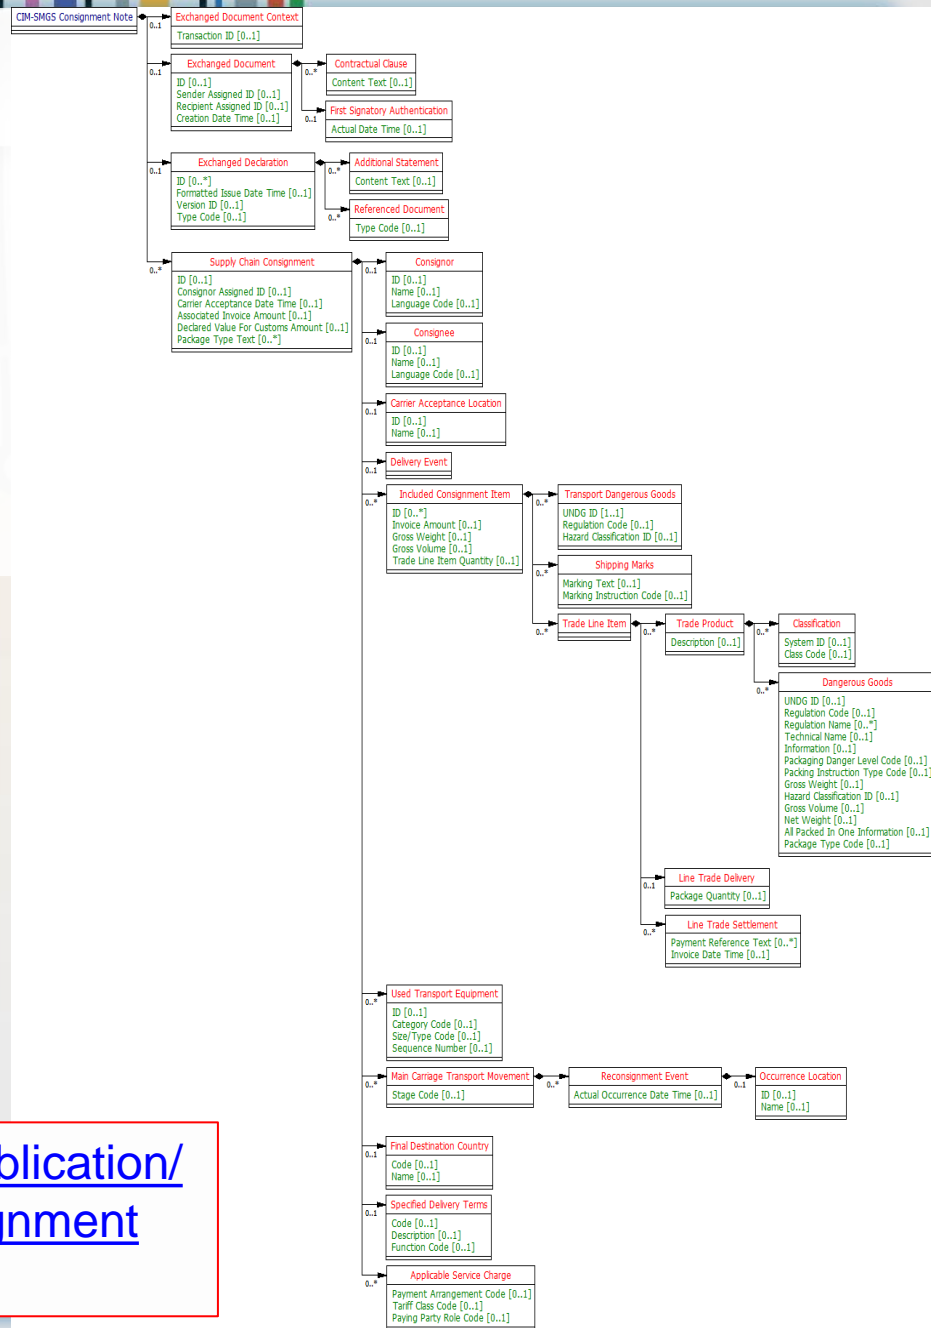 CIM-SMGS Consignment Note
0..1
Exchanged Document Context
Transaction ID [0..1]
0..1
Exchanged Document
ID [0..1]
Sender Assigned ID [0..1]
Recipient Assigned ID [0..1]
Creation Date Time [0..1]
0..*
Contractual Clause
Content Text [0..1]
0..1
First Signatory Authentication
Actual Date Time [0..1]
0..1
Exchanged Declaration
ID [0..*]
Formatted Issue Date Time [0..1]
Version ID [0..1]
Type Code [0..1]
0..*
Additional Statement
Content Text [0..1]
0..*
Referenced Document
Type Code [0..1]
0..*
Supply Chain Consignment
ID [0..1]
Consignor Assigned ID [0..1]
Carrier Acceptance Date Time [0..1]
Associated Invoice Amount [0..1]
Declared Value For Customs Amount [0..1]
Package Type Text [0..*]
0..1
Consignor
ID [0..1]
Name [0..1]
Language Code [0..1]
0..1
Consignee
ID [0..1]
Name [0..1]
Language Code [0..1]
0..1
Carrier Acceptance Location
ID [0..1]
Name [0..1]
0..1
Delivery Event
0..*
Included Consignment Item
ID [0..*]
Invoice Amount [0..1]
Gross Weight [0..1]
Gross Volume [0..1]
Trade Line Item Quantity [0..1]
0..*
Transport Dangerous Goods
UNDG ID [1..1]
Regulation Code [0..1]
Hazard Classification ID [0..1]
0..*
Shipping Marks
Marking Text [0..1]
Marking Instruction Code [0..1]
0..*
Trade Line Item
0..*
Trade Product
Description [0..1]
0..*
Classification
System ID [0..1]
Class Code [0..1]
0..*
Dangerous Goods
UNDG ID [0..1]
Regulation Code [0..1]
Regulation Name [0..*]
Technical Name [0..1]
Information [0..1]
Packaging Danger Level Code [0..1]
Packing Instruction Type Code [0..1]
Gross Weight [0..1]
Hazard Classification ID [0..1]
Gross Volume [0..1]
Net Weight [0..1]
All Packed In One Information [0..1]
Package Type Code [0..1]
0..1
Line Trade Delivery
Package Quantity [0..1]
0..*
Line Trade Settlement
Payment Reference Text [0..*]
Invoice Date Time [0..1]
0..*
Used Transport Equipment
ID [0..1]
Category Code [0..1]
Size/Type Code [0..1]
Sequence Number [0..1]
0..*
Main Carriage Transport Movement
Stage Code [0..1]
0..*
Reconsignment Event
Actual Occurrence Date Time [0..1]
0..1
Occurrence Location
ID [0..1]
Name [0..1]
0..1
Final Destination Country
Code [0..1]
Name [0..1]
0..1
Specified Delivery Terms
Code [0..1]
Description [0..1]
Function Code [0..1]
0..*
Applicable Service Charge
Payment Arrangement Code [0..1]
Tariff Class Code [0..1]
Paying Party Role Code [0..1]
blication/
gnment